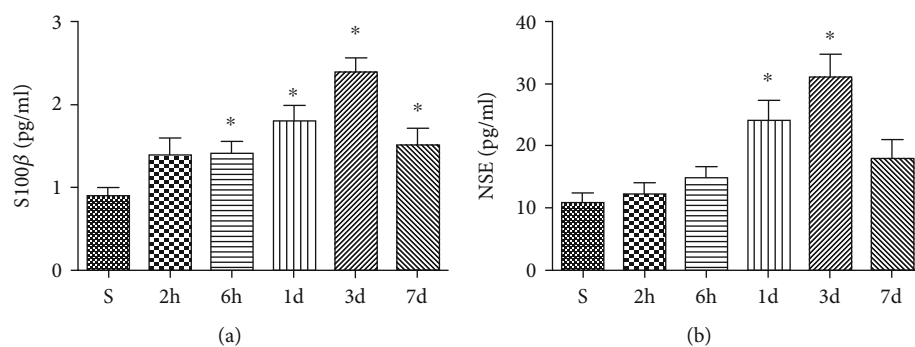 S100β (pg/ml)
3
2
1
0
*
*
*
*
S
2h
6h
1d
3d
7d
(a)
NSE (pg/ml)
40
30
20
10
0
*
*
S
2h
6h
1d
3d
7d
(b)